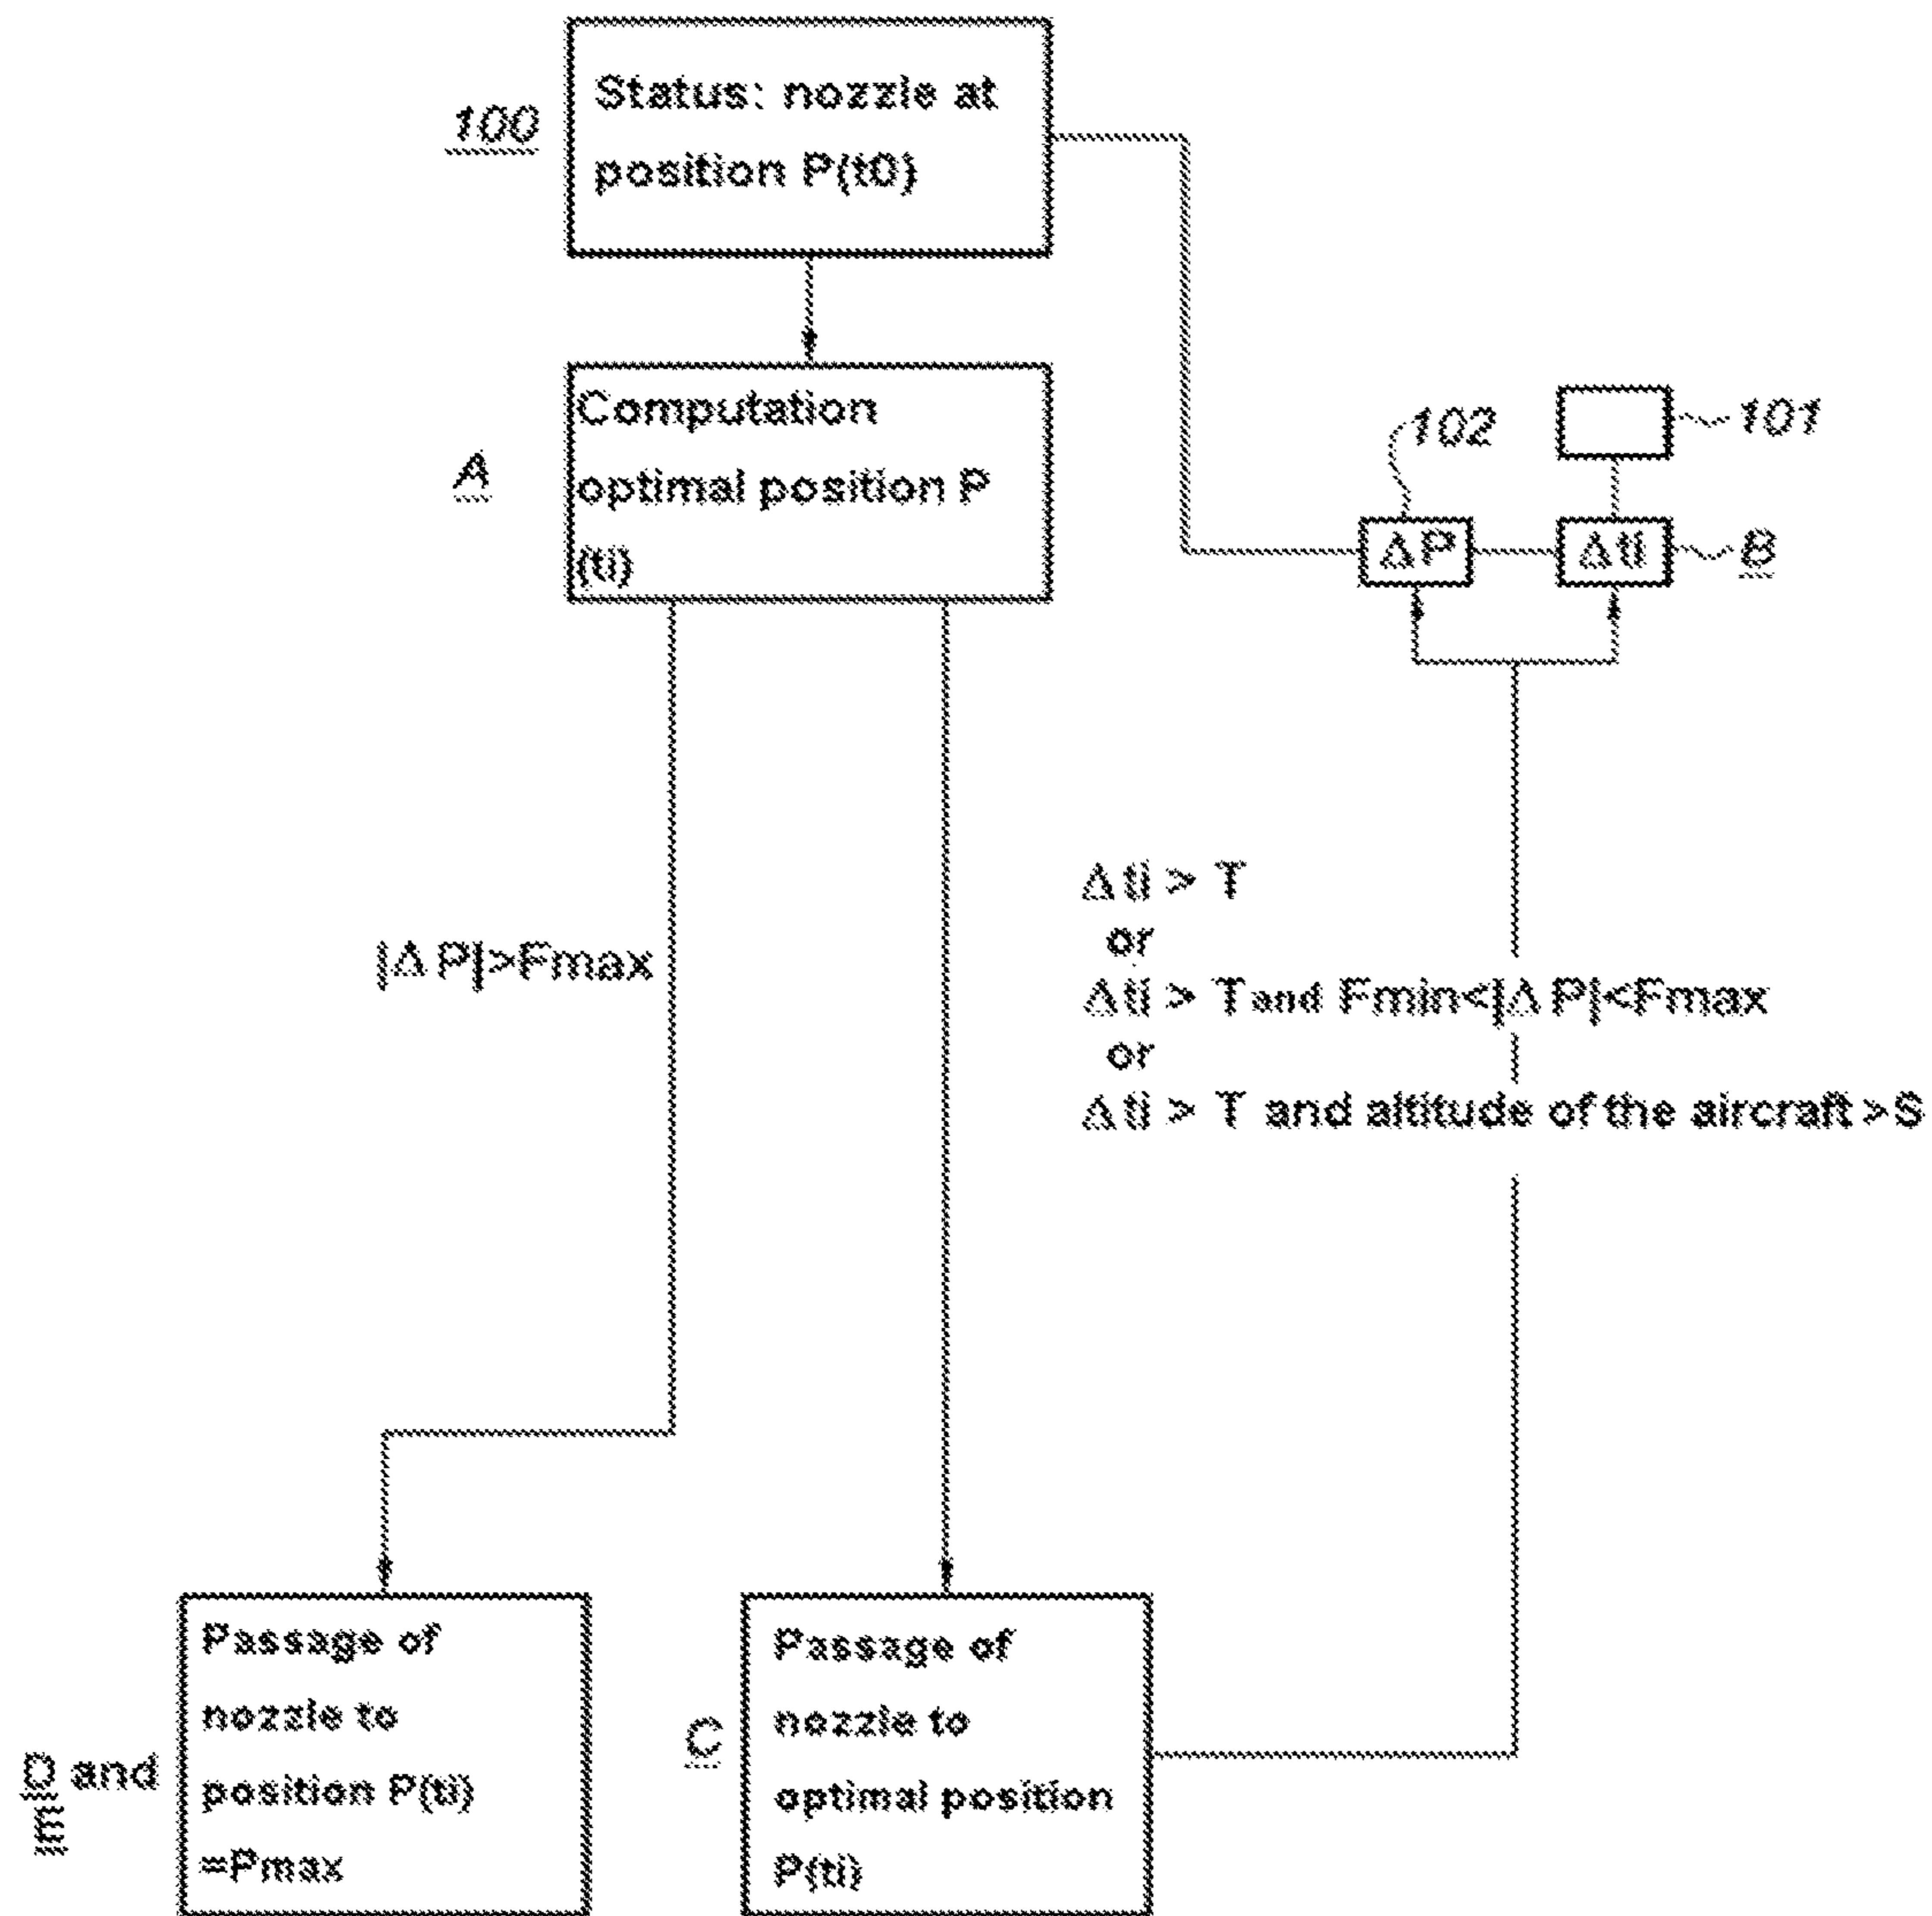 100
Status: nozzle at
position P(t0)
A
Computation
optimal position P
(ti)
102
101
ΔP
Δti
B
|ΔP|>Fmax
Δti > T
or
Δti > T and Fmin<|ΔP|<Fmax
or
Δti > T and altitude of the aircraft >S
D and
E
Passage of
nozzle to
position P(ti)
=Pmax
C
Passage of
nozzle to
optimal position
P(ti)